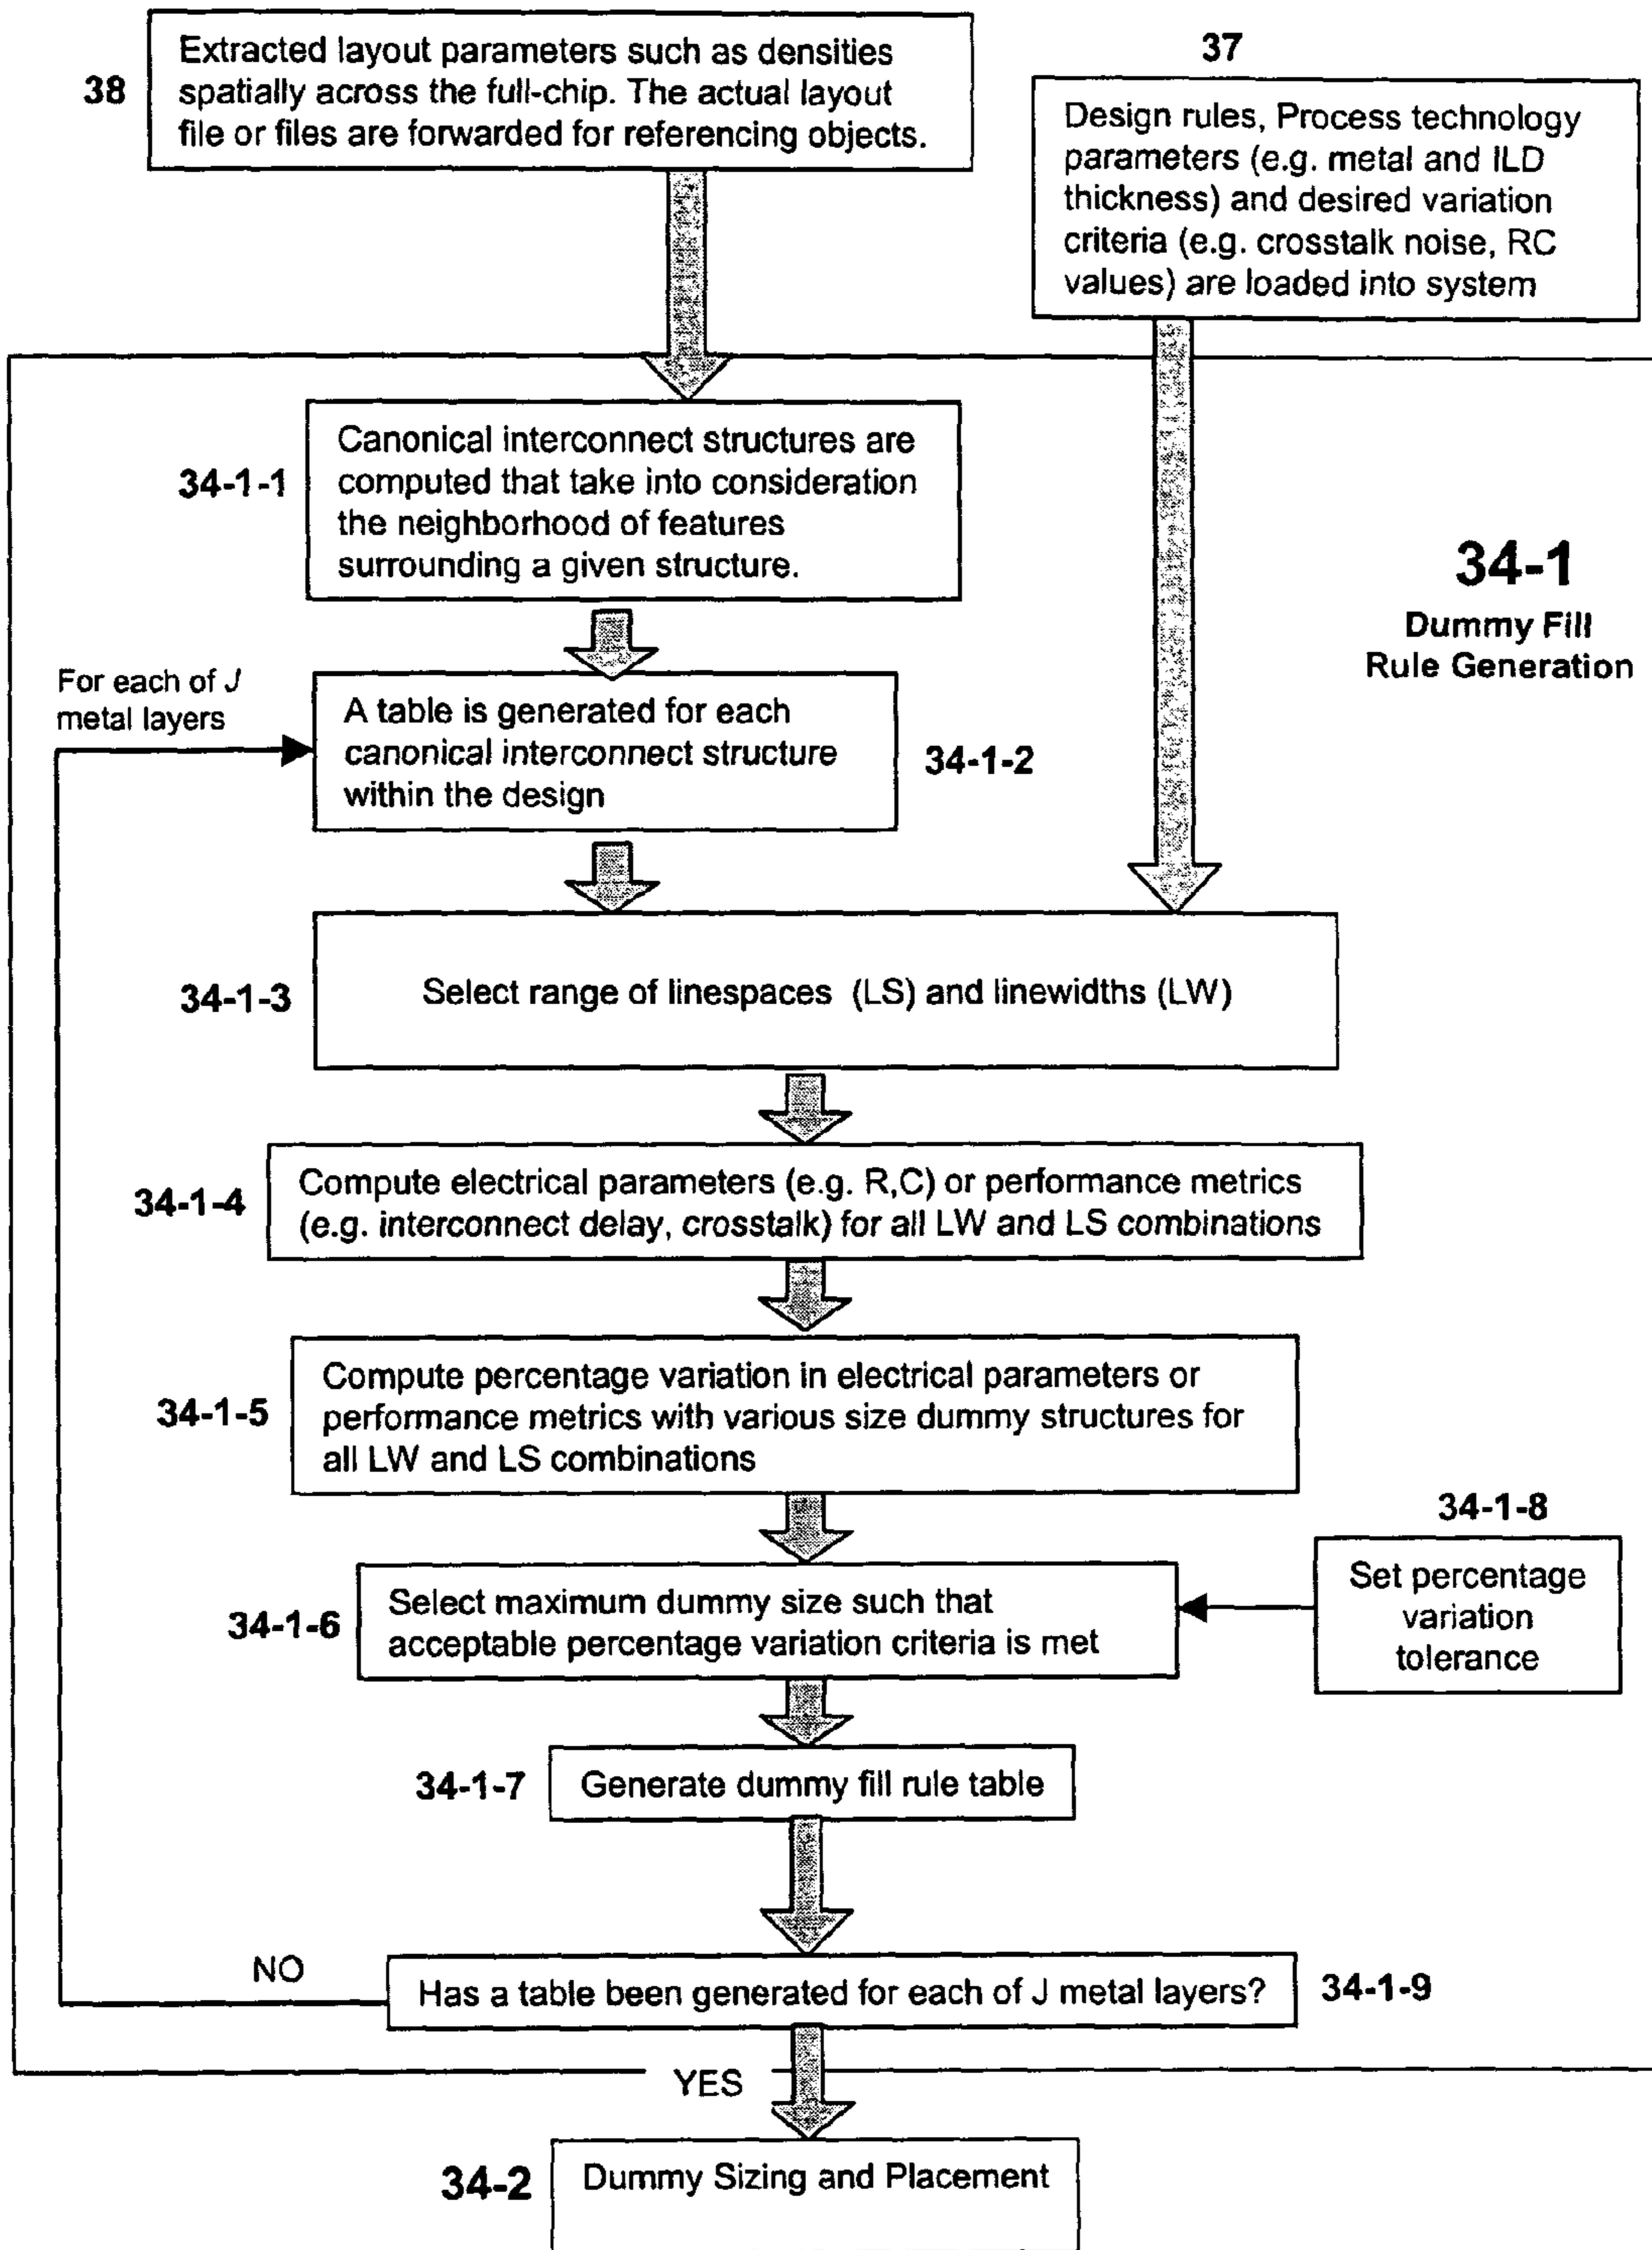 38
Extracted layout parameters such as densities
spatially across the full-chip. The actual layout
file or files are forwarded for referencing objects.
37
Design rules, Process technology
parameters (e.g. metal and ILD
thickness) and desired variation
criteria (e.g. crosstalk noise, RC
values) are loaded into system
34-1
Dummy Fill
Rule Generation
34-1-1
Canonical interconnect structures are
computed that take into consideration
the neighborhood of features
surrounding a given structure.
For each of J
metal layers
A table is generated for each
canonical interconnect structure
within the design
34-1-2
34-1-3
Select range of linespaces (LS) and linewidths (LW)
34-1-4
Compute electrical parameters (e.g. R,C) or performance metrics
(e.g. interconnect delay, crosstalk) for all LW and LS combinations
34-1-5
Compute percentage variation in electrical parameters or
performance metrics with various size dummy structures for
all LW and LS combinations
34-1-8
Set percentage
variation
tolerance
34-1-6
Select maximum dummy size such that
acceptable percentage variation criteria is met
34-1-7
Generate dummy fill rule table
NO
Has a table been generated for each of J metal layers?
34-1-9
YES
34-2
Dummy Sizing and Placement